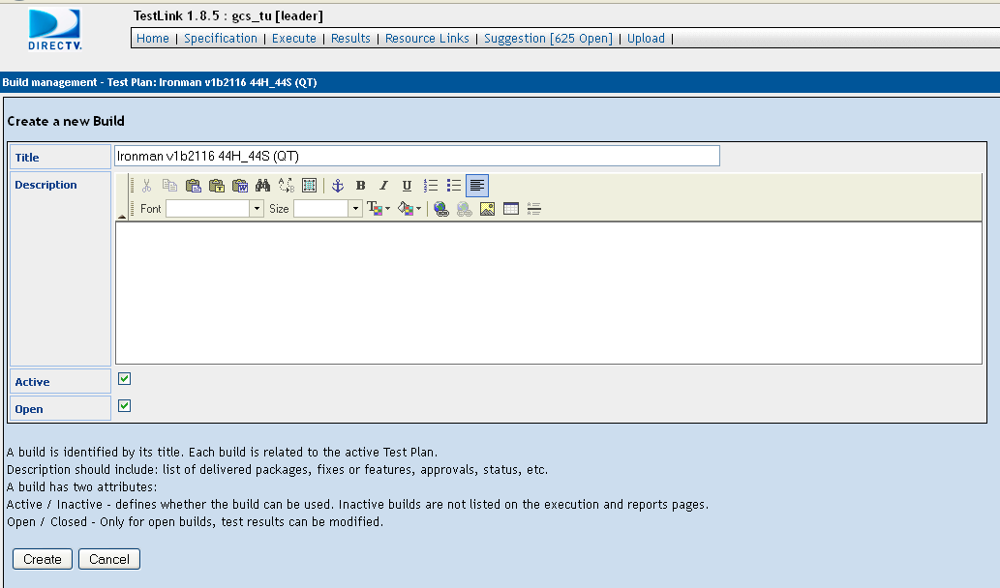 TestLink 1.8.5 : gcs_tu [leader]
DIRECTV.
Home | Specification | Execute | Results | Resource Links | Suggestion [625 Open] | Upload |
Build management - Test Plan: Ironman v1b2116 44H_44S (QT)
Create a new Build
Title Ironman v1b2116 44H_44S (QT)
Description
B I U
Font Size
Active
Open
A build is identified by its title. Each build is related to the active Test Plan.
Description should include: list of delivered packages, fixes or features, approvals, status, etc.
A build has two attributes:
Active / Inactive - defines whether the build can be used. Inactive builds are not listed on the execution and reports pages.
Open / Closed - Only for open builds, test results can be modified.
Create Cancel